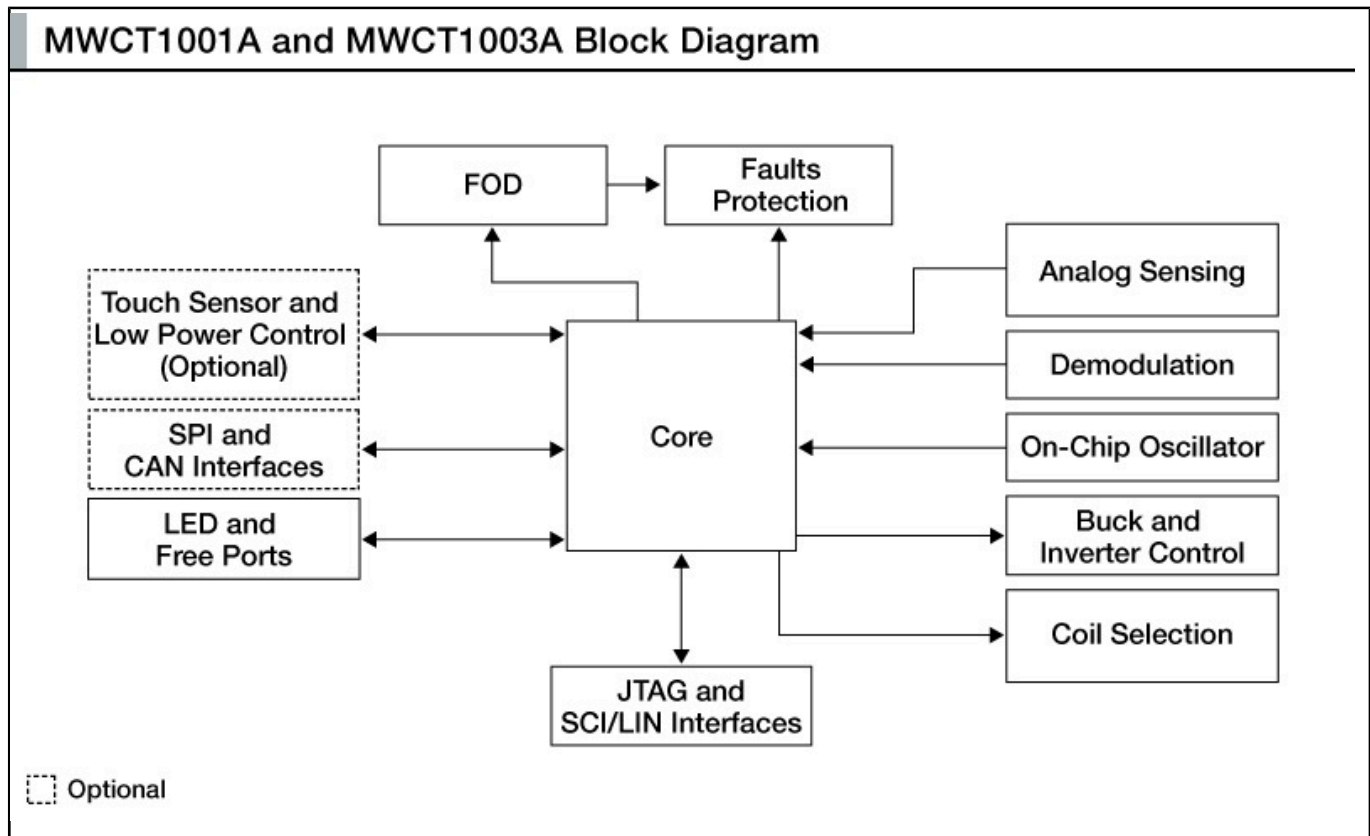 MWCT1001A and MWCT1003A Block Diagram
FOD
Faults
Protection
Analog Sensing
Touch Sensor and
Low Power Control
(Optional)
Demodulation
SPI and
CAN Interfaces
Core
On-Chip Oscillator
LED and
Free Ports
Buck and
Inverter Control
Coil Selection
JTAG and
SCI/LIN Interfaces
Optional